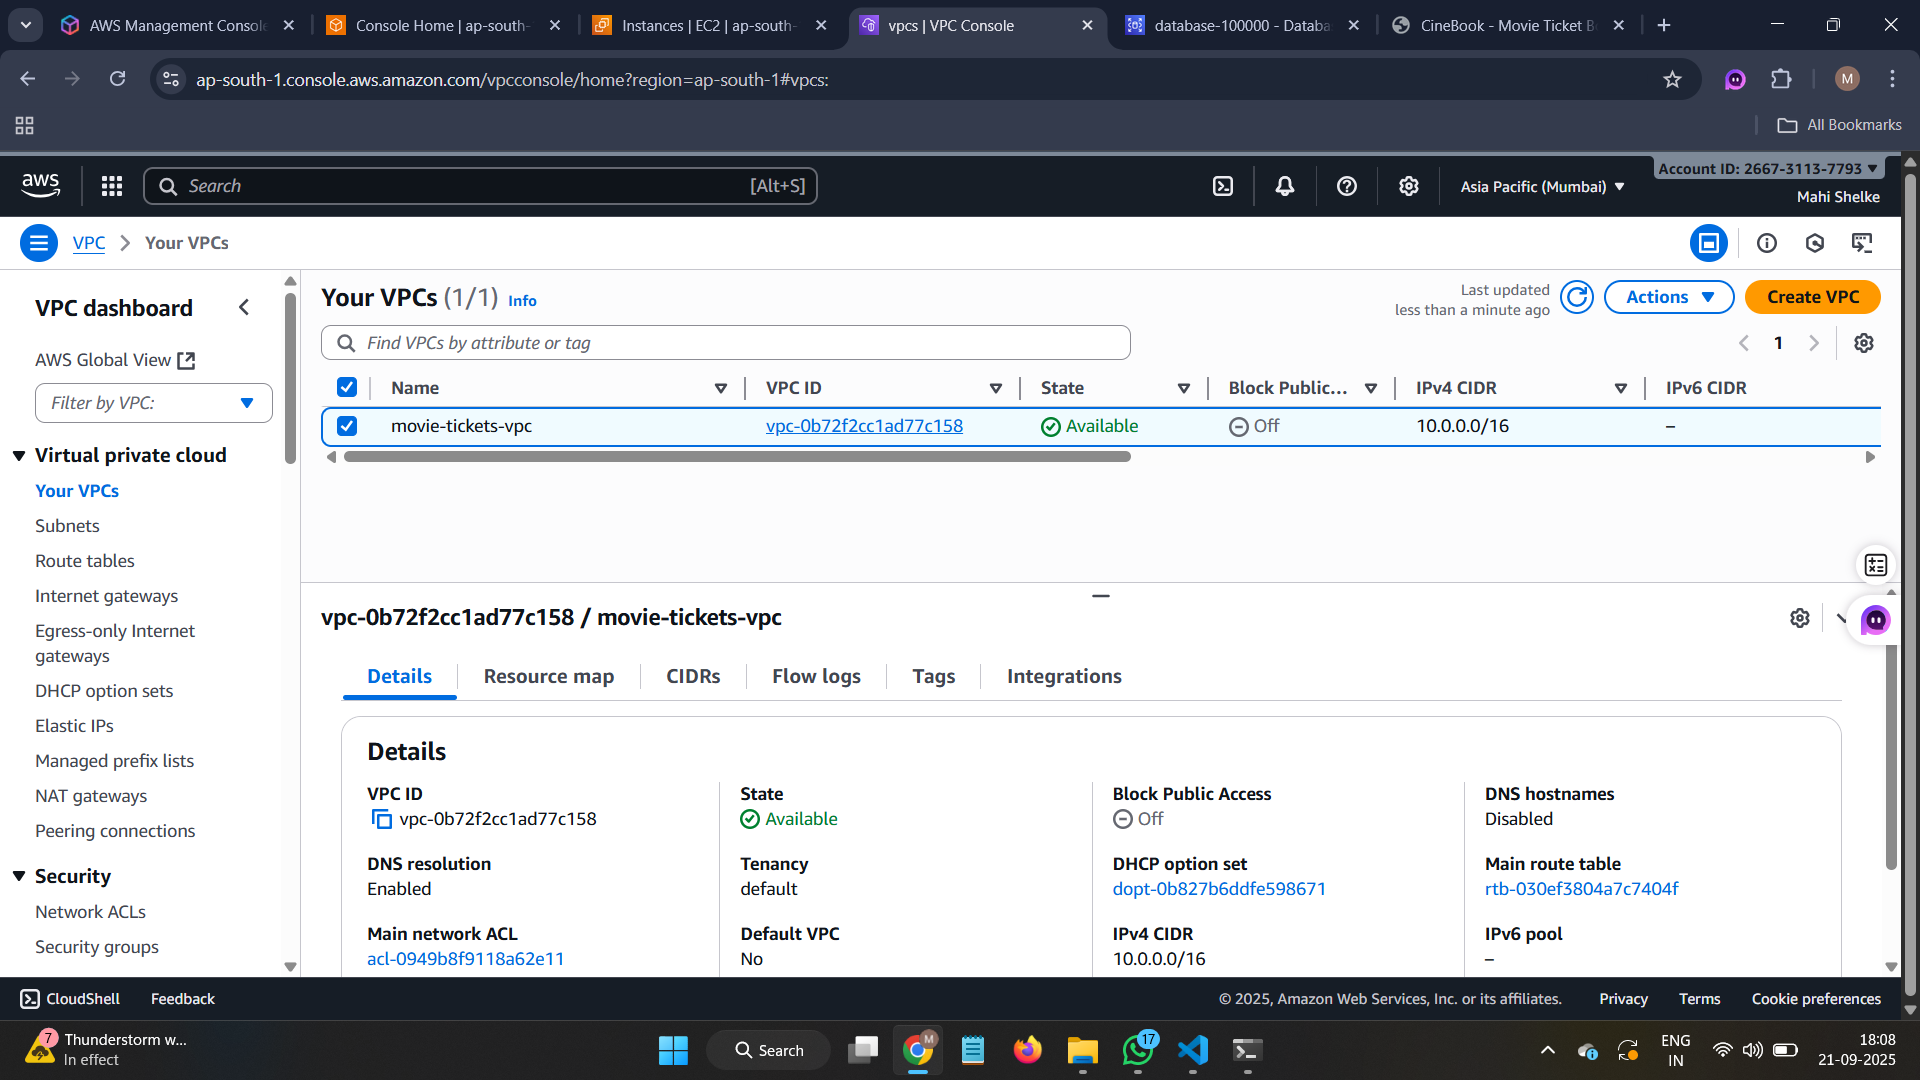 AWS Management Console
Console Home | ap-south-
Instances | EC2 | ap-south-
vpcs | VPC Console
database-100000 - Databa
CineBook - Movie Ticket B
ap-south-1.console.aws.amazon.com/vpcconsole/home?region=ap-south-1#vpcs:
M
All Bookmarks
aws
Search
[Alt+S]
Asia Pacific (Mumbai)
Account ID: 2667-3113-7793
Mahi Shelke
VPC
Your VPCs
VPC dashboard
AWS Global View
Filter by VPC:
Virtual private cloud
Your VPCs
Subnets
Route tables
Internet gateways
Egress-only Internet
gateways
DHCP option sets
Elastic IPs
Managed prefix lists
NAT gateways
Peering connections
Security
Network ACLs
Security groups
Your VPCs (1/1) Info
Last updated
less than a minute ago
Actions
Create VPC
Find VPCs by attribute or tag
1
Name
VPC ID
State
Block Public...
IPv4 CIDR
IPv6 CIDR
movie-tickets-vpc
vpc-0b72f2cc1ad77c158
Available
Off
10.0.0.0/16
–
vpc-0b72f2cc1ad77c158 / movie-tickets-vpc
Details
Resource map
CIDRs
Flow logs
Tags
Integrations
Details
VPC ID
vpc-0b72f2cc1ad77c158
State
Available
Block Public Access
Off
DNS hostnames
Disabled
DNS resolution
Enabled
Tenancy
default
DHCP option set
dopt-0b827b6ddfe598671
Main route table
rtb-030ef3804a7c7404f
Main network ACL
acl-0949b8f9118a62e11
Default VPC
No
IPv4 CIDR
10.0.0.0/16
IPv6 pool
–
CloudShell
Feedback
© 2025, Amazon Web Services, Inc. or its affiliates.
Privacy
Terms
Cookie preferences
7
Thunderstorm w...
In effect
Search
M
17
ENG
IN
18:08
21-09-2025